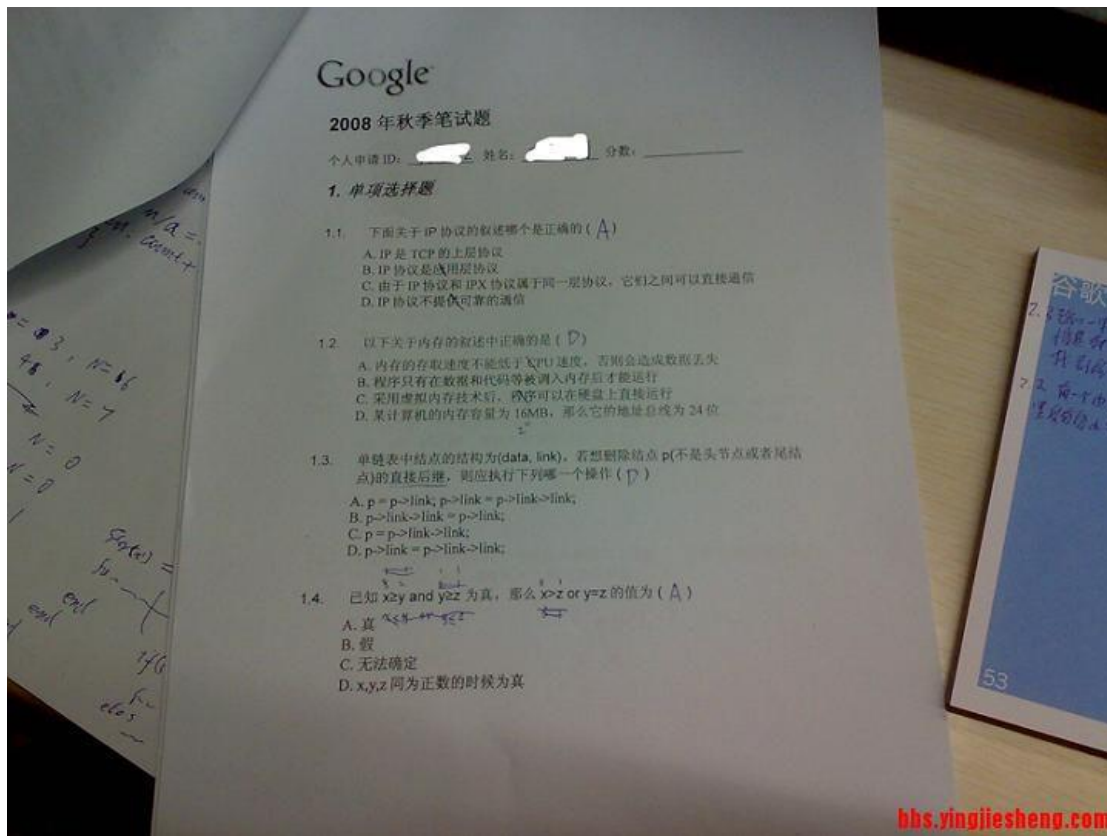 Google
2008 年秋季笔试题
个人申请 ID: 姓名: 分数:
1. 单项选择题
1.1. 下面关于 IP 协议的叙述哪个是正确的 ( A )
A. IP 是 TCP 的上层协议
B. IP 协议是应用层协议
C. 由于 IP 协议和 IPX 协议属于同一层协议，它们之间可以直接通信
D. IP 协议不提供可靠的通信
1.2. 以下关于内存的叙述中正确的是 ( D )
A. 内存的存取速度不能低于 CPU 速度，否则会造成数据丢失
B. 程序只有在数据和代码等被调入内存后才能运行
C. 采用虚拟内存技术后，程序可以在硬盘上直接运行
D. 某计算机的内存容量为 16MB，那么它的地址总线为 24 位
1.3. 单链表中结点的结构为(data, link)，若想删除结点 p(不是头节点或者尾结
点)的直接后继，则应执行下列哪一个操作 ( D )
A. p = p->link; p->link = p->link->link;
B. p->link->link = p->link;
C. p = p->link->link;
D. p->link = p->link->link;
1.4. 已知 x≥y and y≥z 为真，那么 x>z or y=z 的值为 ( A )
A. 真
B. 假
C. 无法确定
D. x,y,z 同为正数的时候为真
n/a =
N = 4
N = 0
N = 0
end
end
谷歌
53
bbs.yingjiesheng.com